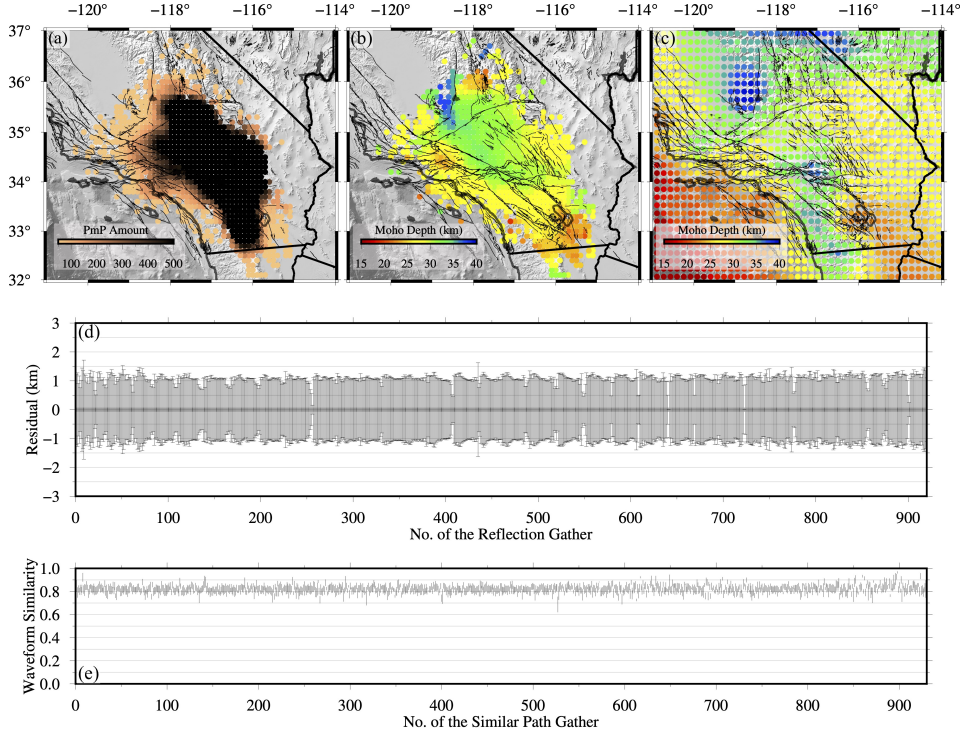 −120° −118° −116° −114° −120° −118° −116° −114° −120° −118° −116° −114°
37° (a) (b) (c)
36°
35°
34°
33°
32°
PmP Amount Moho Depth (km) Moho Depth (km)
100 200 300 400 500 15 20 25 30 35 40 15 20 25 30 35 40
(d)
Residual (km)
3
2
1
0
−1
−2
−3
0 100 200 300 400 500 600 700 800 900
No. of the Reflection Gather
Waveform Similarity
1.0
0.8
0.6
0.4
0.2
0.0
(e)
0 100 200 300 400 500 600 700 800 900
No. of the Similar Path Gather